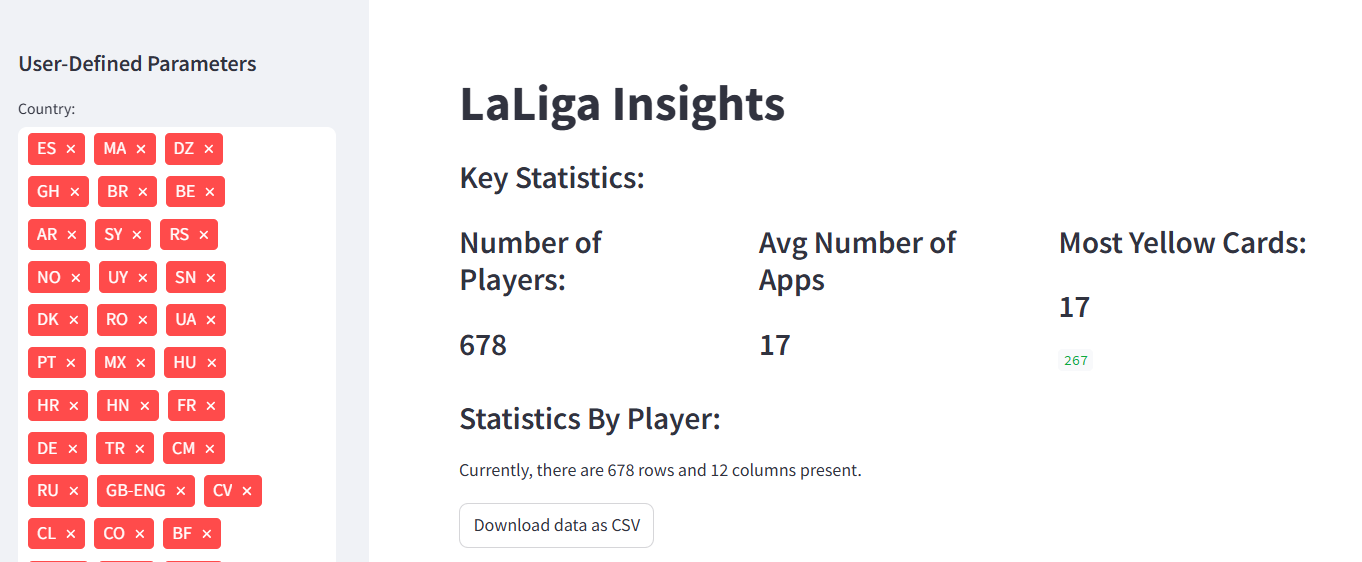 User-Defined Parameters
Country:
ES × MA × DZ ×
GH × BR × BE ×
AR × SY × RS ×
NO × UY × SN ×
DK × RO × UA ×
PT × MX × HU ×
HR × HN × FR ×
DE × TR × CM ×
RU × GB-ENG × CV ×
CL × CO × BF ×
LaLiga Insights
Key Statistics:
Number of
Players:
678
Avg Number of
Apps
17
Most Yellow Cards:
17
267
Statistics By Player:
Currently, there are 678 rows and 12 columns present.
Download data as CSV